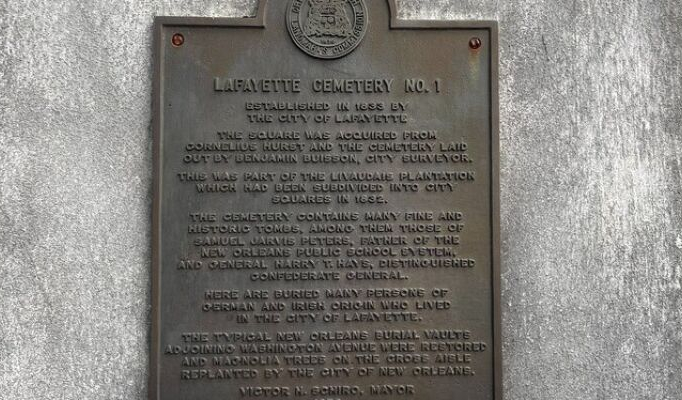 LANDMARKS COMMISSION
LAFAYETTE CEMETERY NO. 1
ESTABLISHED IN 1833 BY
THE CITY OF LAFAYETTE
THE SQUARE WAS ACQUIRED FROM
CORNELIUS HURST AND THE CEMETERY LAID
OUT BY BENJAMIN BUISSON, CITY SURVEYOR.
THIS WAS PART OF THE LIVAUDAIS PLANTATION
WHICH HAD BEEN SUBDIVIDED INTO CITY
SQUARES IN 1832.
THE CEMETERY CONTAINS MANY FINE AND
HISTORIC TOMBS, AMONG THEM THOSE OF
SAMUEL JARVIS PETERS, FATHER OF THE
NEW ORLEANS PUBLIC SCHOOL SYSTEM,
AND GENERAL HARRY T. HAYS, DISTINGUISHED
CONFEDERATE GENERAL.
HERE ARE BURIED MANY PERSONS OF
GERMAN AND IRISH ORIGIN WHO LIVED
IN THE CITY OF LAFAYETTE.
THE TYPICAL NEW ORLEANS BURIAL VAULTS
ADJOINING WASHINGTON AVENUE WERE RESTORED
AND MAGNOLIA TREES ON THE CROSS AISLE
REPLANTED BY THE CITY OF NEW ORLEANS.
VICTOR H. SCHIRO, MAYOR